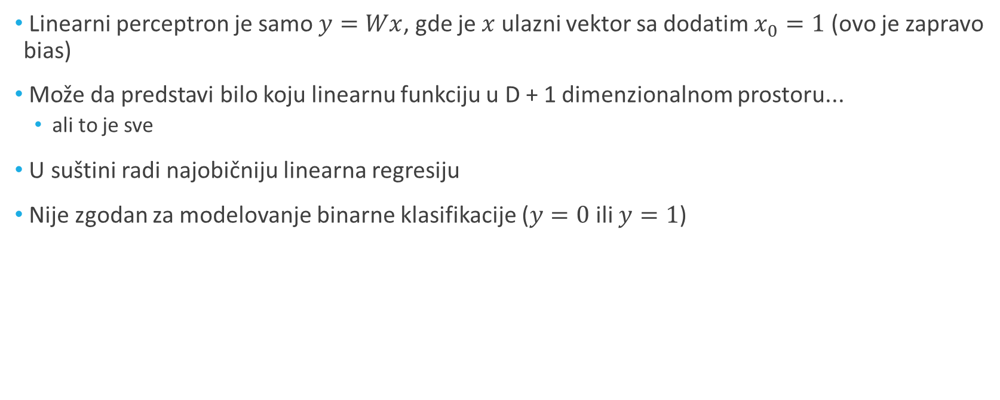 • Linearni perceptron je samo y = Wx, gde je x ulazni vektor sa dodatim x₀ = 1 (ovo je zapravo
bias)
• Može da predstavi bilo koju linearnu funkciju u D + 1 dimenzionalnom prostoru...
• ali to je sve
• U suštini radi najobičniju linearna regresiju
• Nije zgodan za modelovanje binarne klasifikacije (y = 0 ili y = 1)